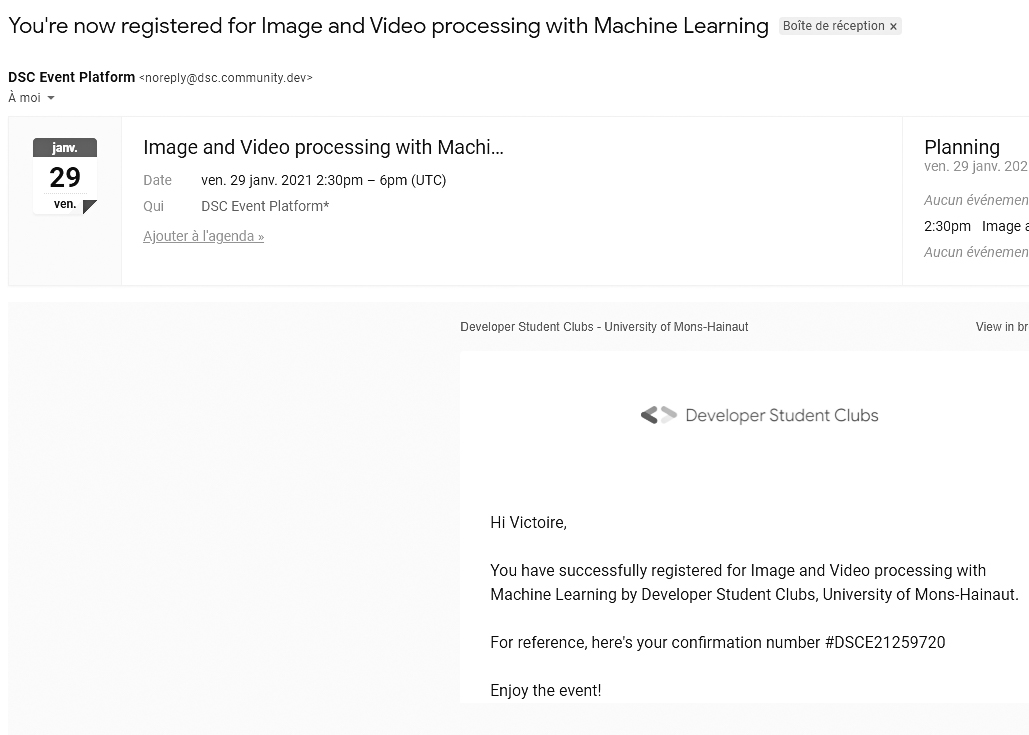 You're now registered for Image and Video processing with Machine Learning Boîte de réception ×
DSC Event Platform <noreply@dsc.community.dev>
À moi
janv.
29
ven.
Image and Video processing with Machi...
Date ven. 29 janv. 2021 2:30pm – 6pm (UTC)
Qui DSC Event Platform*
Ajouter à l'agenda »
Planning
ven. 29 janv. 202
Aucun événemen
2:30pm Image a
Aucun événemen
Developer Student Clubs - University of Mons-Hainaut
View in br
Developer Student Clubs
Hi Victoire,
You have successfully registered for Image and Video processing with
Machine Learning by Developer Student Clubs, University of Mons-Hainaut.
For reference, here's your confirmation number #DSCE21259720
Enjoy the event!